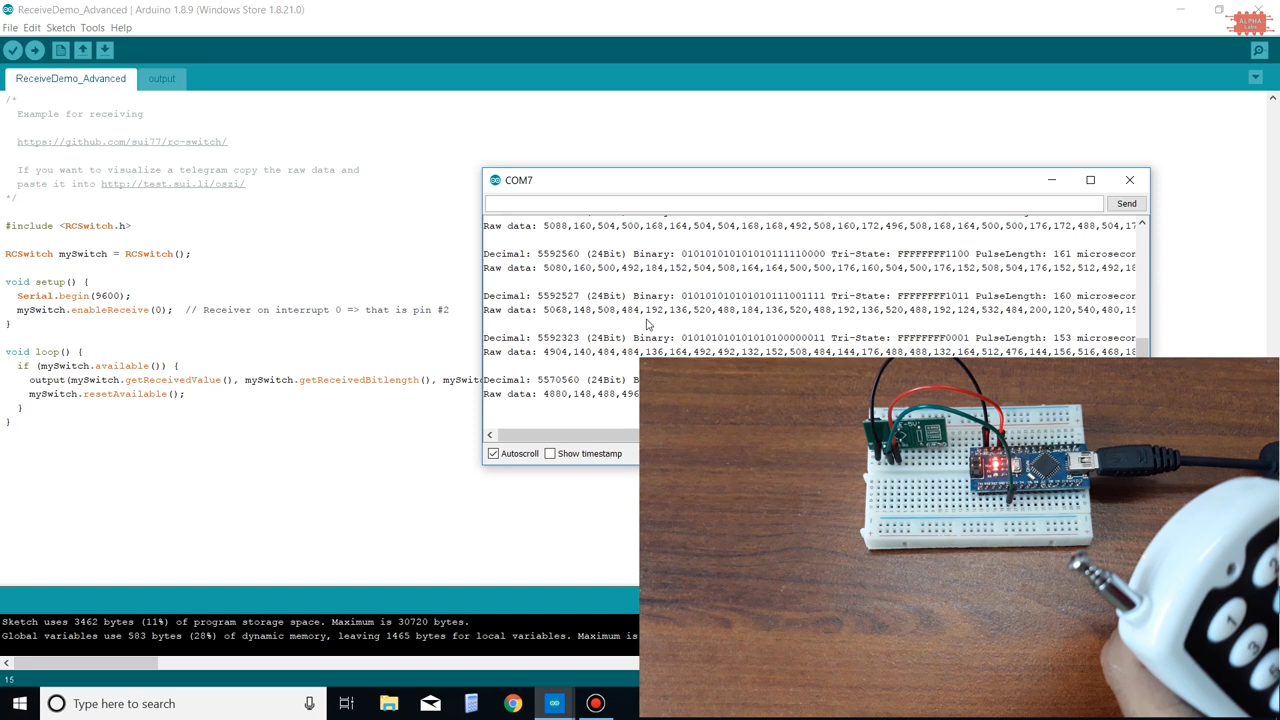 ReceiveDemo_Advanced | Arduino 1.8.9 (Windows Store 1.8.21.0)
ALPHA
File Edit Sketch Tools Help
ReceiveDemo_Advanced output
/*
Example for receiving
https://github.com/sui77/rc-switch/
If you want to visualize a telegram copy the raw data and
paste it into http://test.sui.li/oszi/
*/
#include <RCSwitch.h>
RCSwitch mySwitch = RCSwitch();
void setup() {
Serial.begin(9600);
mySwitch.enableReceive(0);  // Receiver on interrupt 0 => that is pin #2
}
void loop() {
if (mySwitch.available()) {
output(mySwitch.getReceivedValue(), mySwitch.getReceivedBitlength(), mySwitc
mySwitch.resetAvailable();
}
}
COM7
Send
Raw data: 5088,160,504,500,168,164,504,504,168,168,492,508,160,172,496,508,168,164,500,500,176,172,488,504,17
Decimal: 5592560 (24Bit) Binary: 010101010101010111110000 Tri-State: FFFFFFFF1100 PulseLength: 161 microsecon
Raw data: 5080,160,500,492,184,152,504,508,164,164,500,500,176,160,504,500,176,152,508,504,176,152,512,492,18
Decimal: 5592527 (24Bit) Binary: 010101010101010111001111 Tri-State: FFFFFFFF1011 PulseLength: 160 microsecon
Raw data: 5068,148,508,484,192,136,520,488,184,136,520,488,192,136,520,488,192,124,532,484,200,120,540,480,19
Decimal: 5592323 (24Bit) Binary: 010101010101010100000011 Tri-State: FFFFFFFF0001 PulseLength: 153 microsecon
Raw data: 4904,140,484,484,136,164,492,492,132,152,508,484,144,176,488,488,132,164,512,476,144,156,516,468,18
Decimal: 5570560 (24Bit) B
Raw data: 4880,148,488,496
Autoscroll Show timestamp
Sketch uses 3462 bytes (11%) of program storage space. Maximum is 30720 bytes.
Global variables use 583 bytes (28%) of dynamic memory, leaving 1465 bytes for local variables. Maximum is
15
Type here to search
1
3